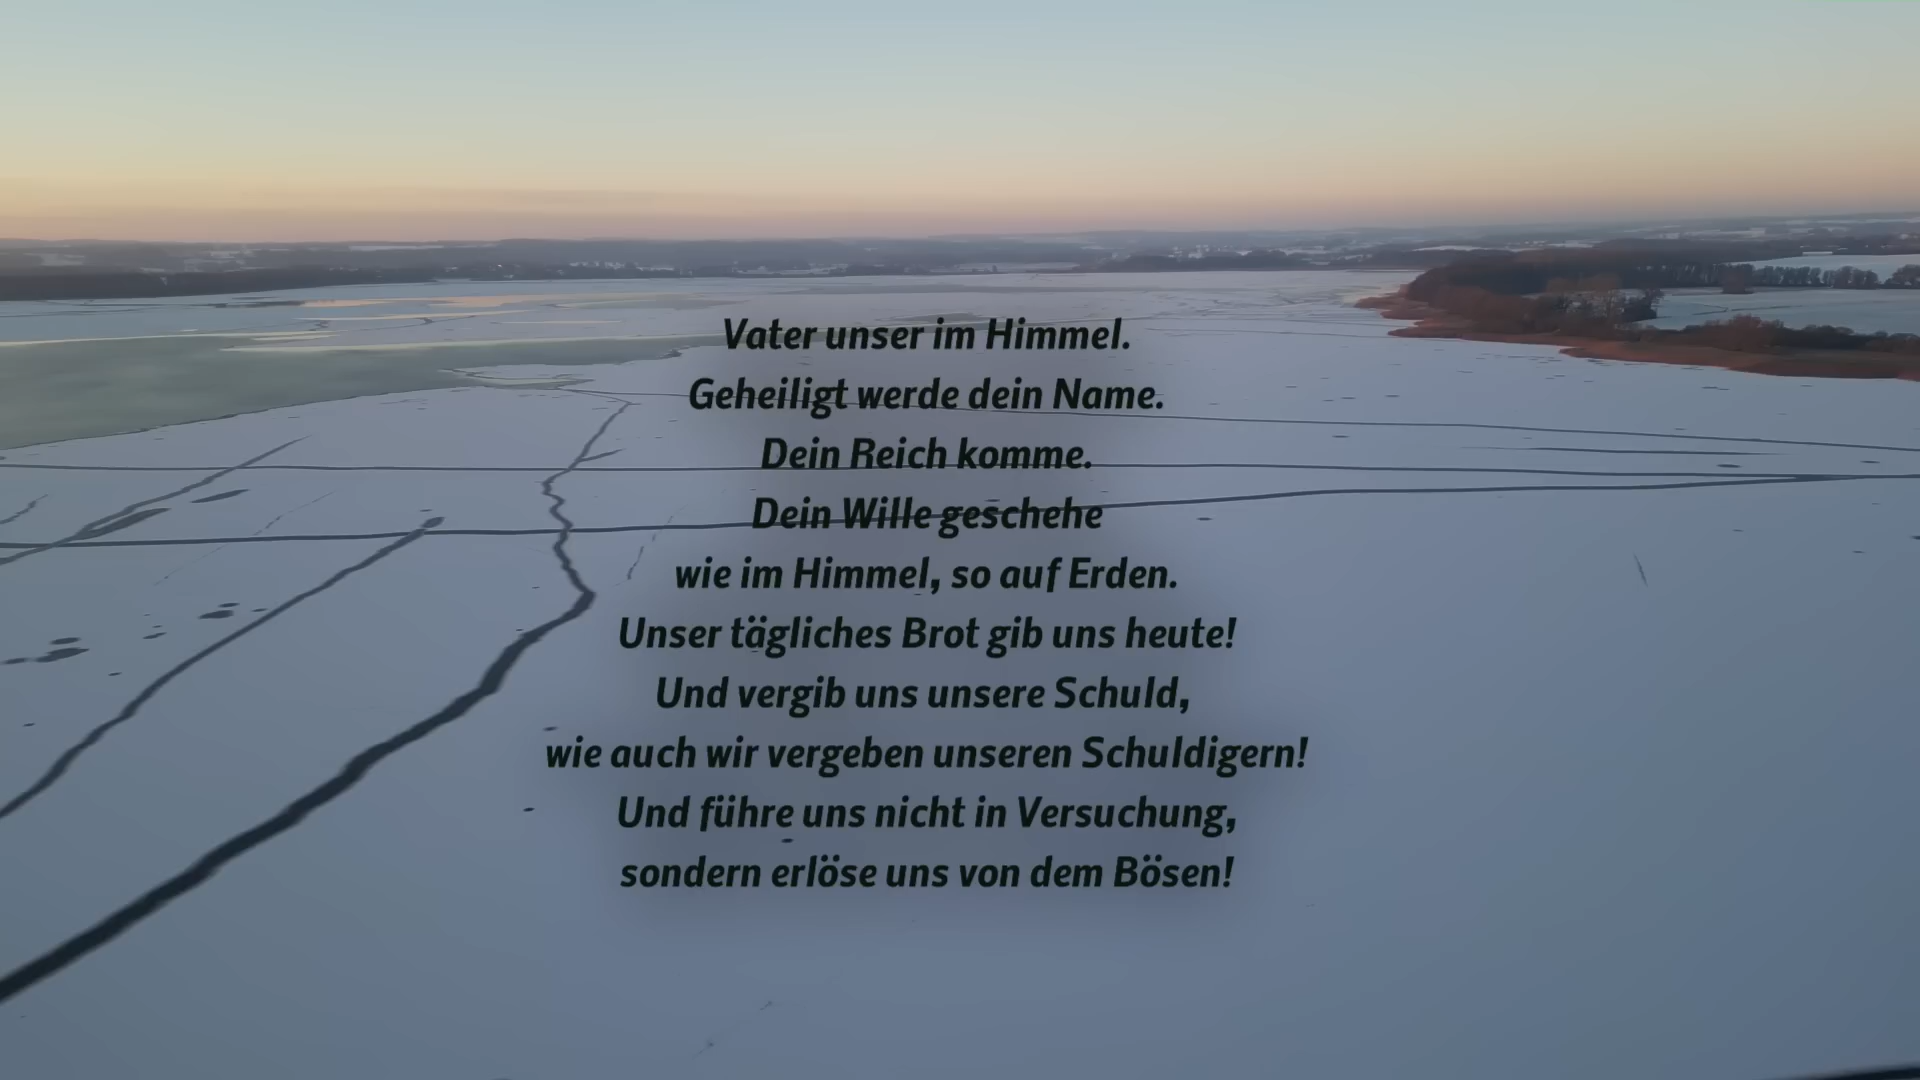 Vater unser im Himmel.
Geheiligt werde dein Name.
Dein Reich komme.
Dein Wille geschehe
wie im Himmel, so auf Erden.
Unser tägliches Brot gib uns heute!
Und vergib uns unsere Schuld,
wie auch wir vergeben unseren Schuldigern!
Und führe uns nicht in Versuchung,
sondern erlöse uns von dem Bösen!